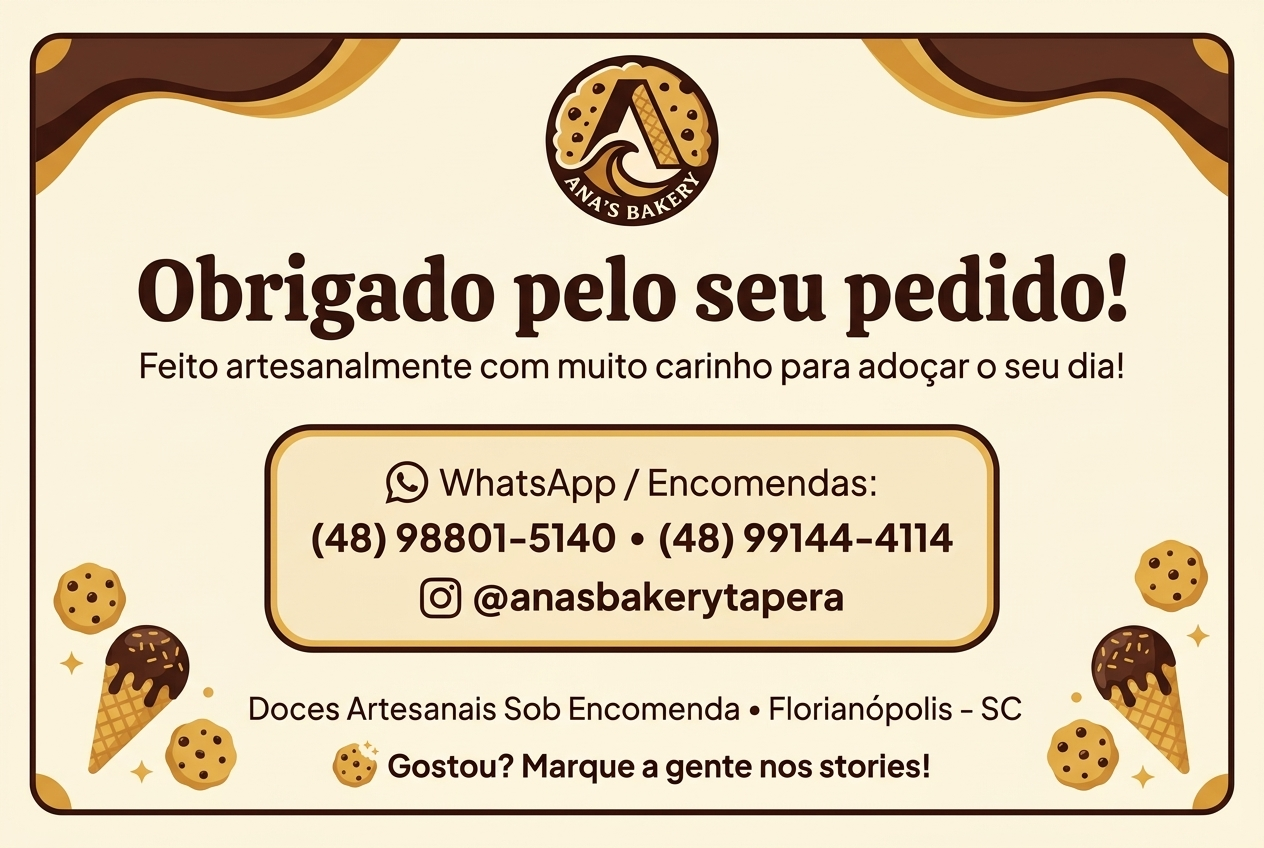 ANA'S BAKERY
Obrigado pelo seu pedido!
Feito artesanalmente com muito carinho para adoçar o seu dia!
WhatsApp / Encomendas:
(48) 98801-5140 • (48) 99144-4114
@anasbakerytapera
Doces Artesanais Sob Encomenda • Florianópolis - SC
Gostou? Marque a gente nos stories!